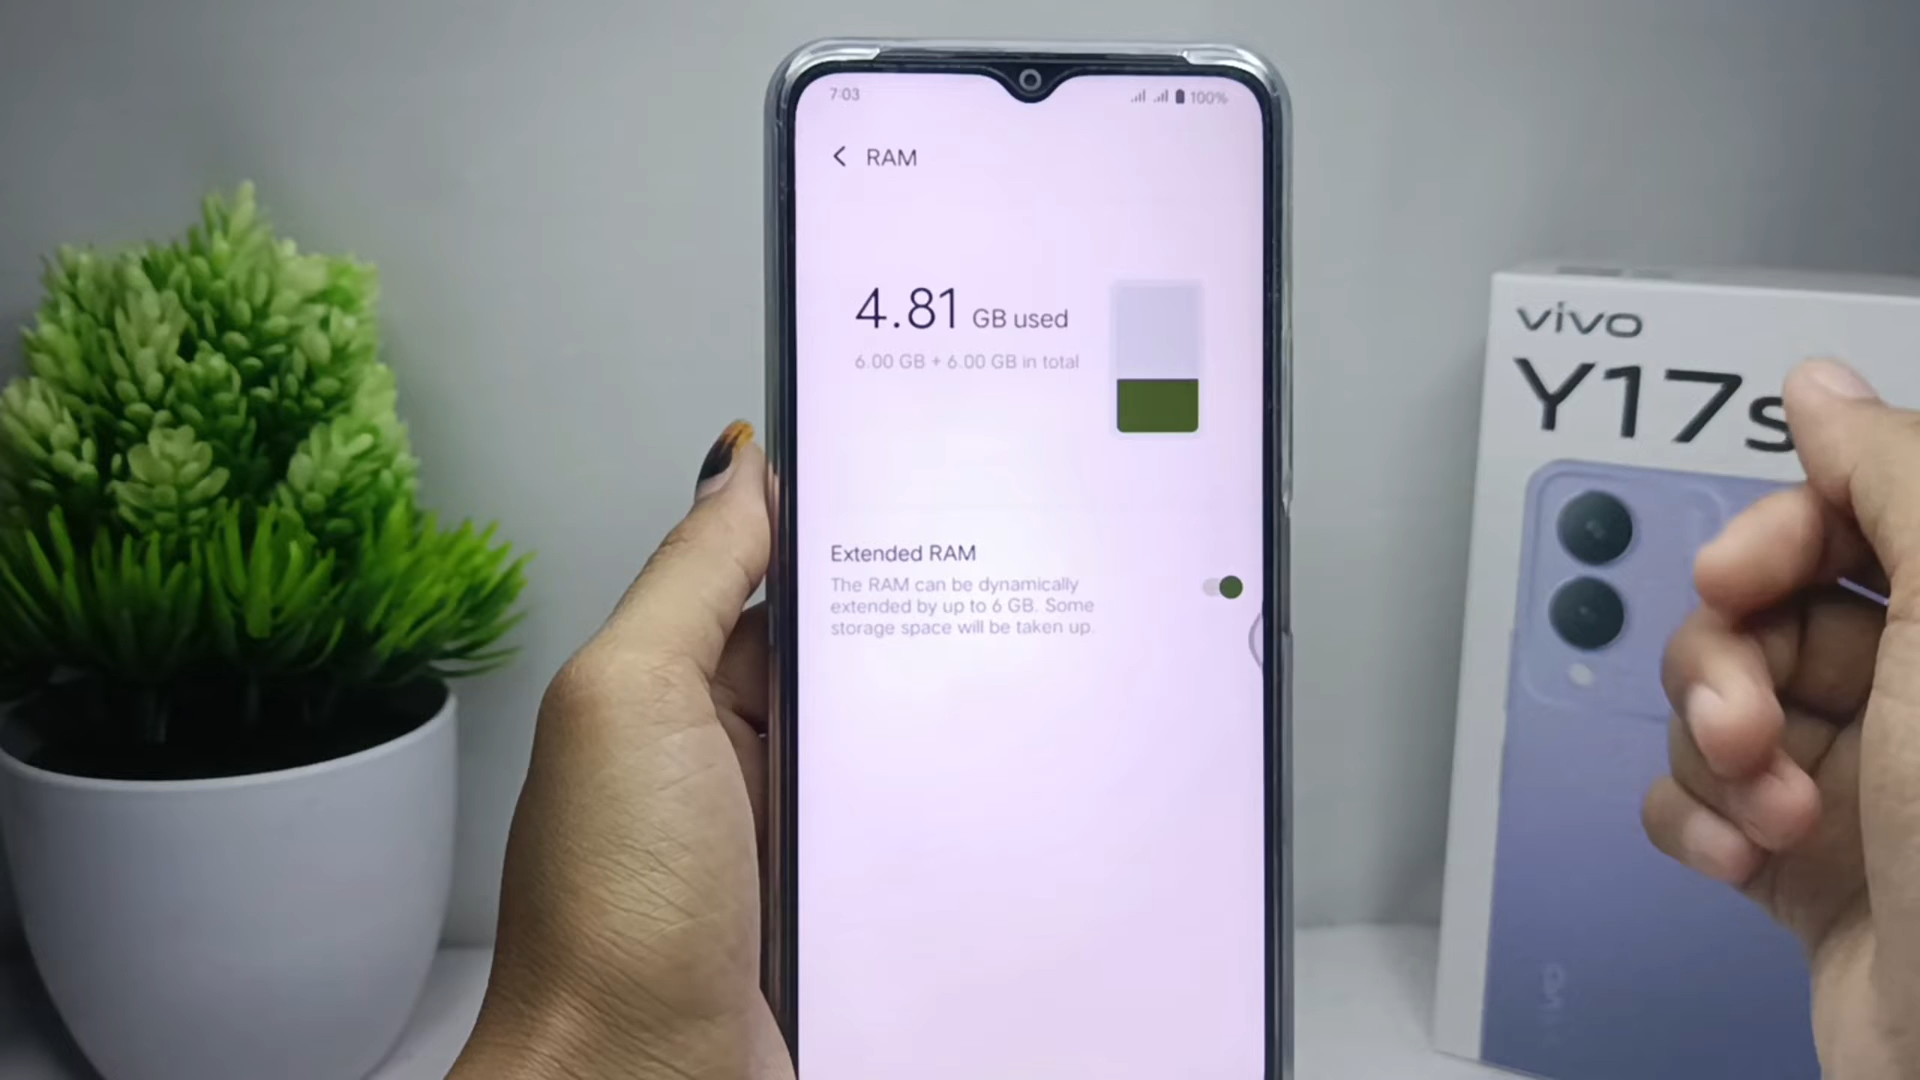 7:03
100%
RAM
4.81 GB used
6.00 GB + 6.00 GB in total
Extended RAM
The RAM can be dynamically
extended by up to 6 GB. Some
storage space will be taken up.
vivo
Y17s
vivo